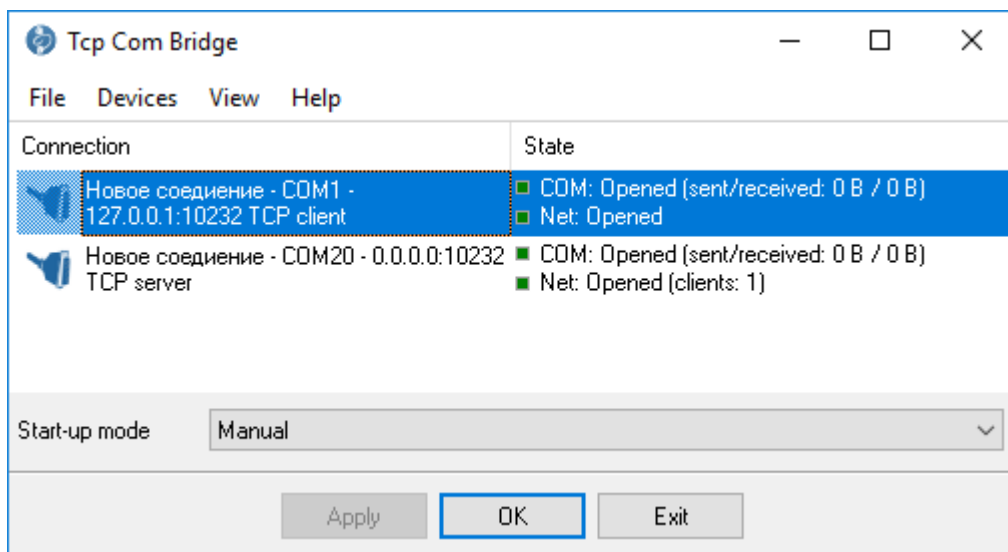 Tcp Com Bridge
File Devices View Help
Connection State
Новое соедиение - COM1 -
127.0.0.1:10232 TCP client
COM: Opened (sent/received: 0 B / 0 B)
Net: Opened
Новое соедиение - COM20 - 0.0.0.0:10232
TCP server
COM: Opened (sent/received: 0 B / 0 B)
Net: Opened (clients: 1)
Start-up mode Manual
Apply OK Exit